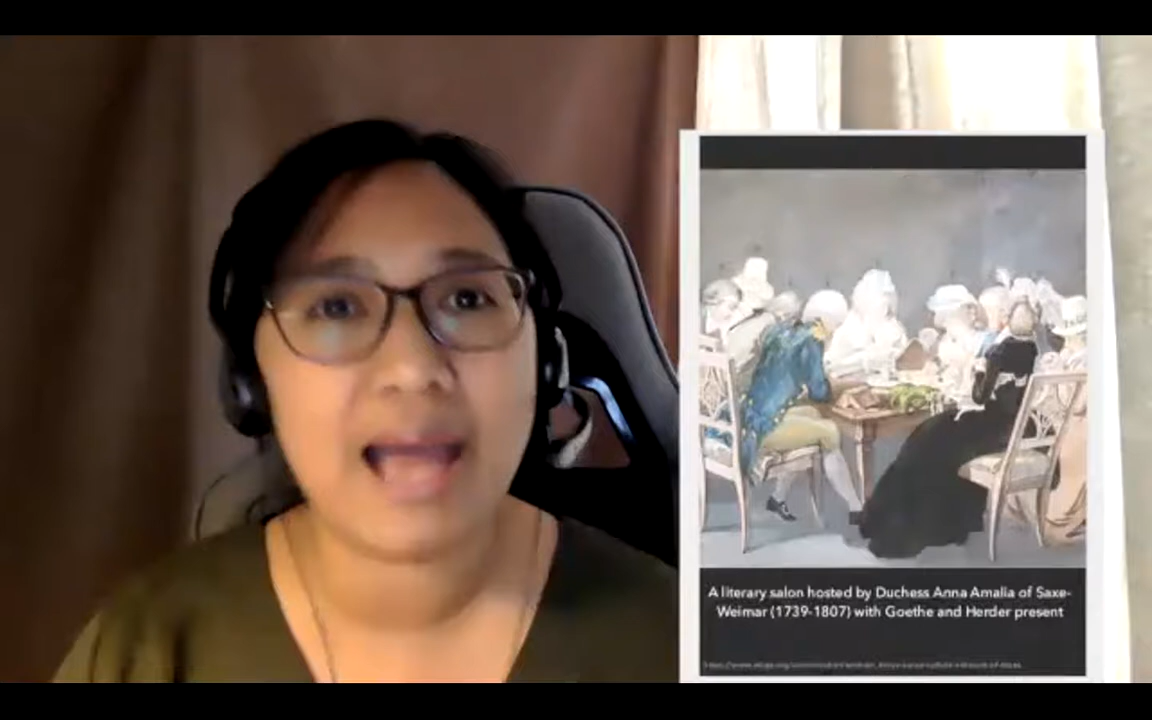 A literary salon hosted by Duchess Anna Amalia of Saxe-
Weimar (1739-1807) with Goethe and Herder present